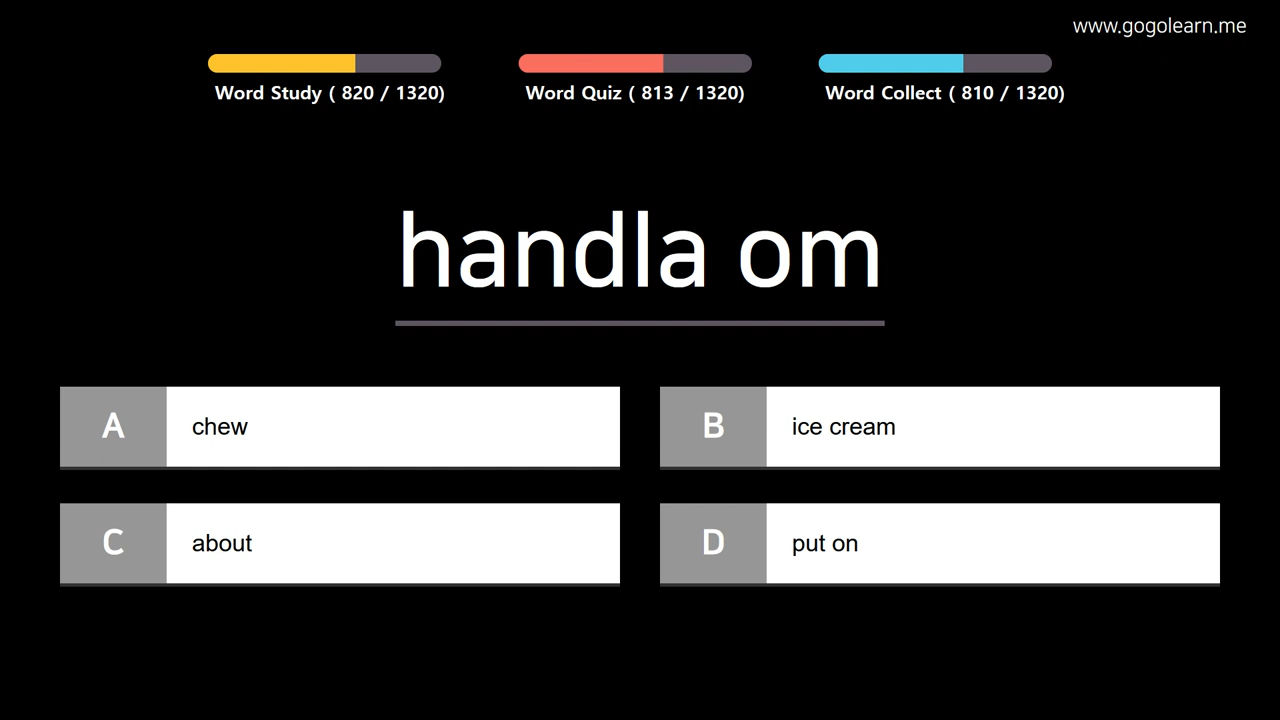 www.gogolearn.me
Word Study ( 820 / 1320)
Word Quiz ( 813 / 1320)
Word Collect ( 810 / 1320)
handla om
A chew
B ice cream
C about
D put on